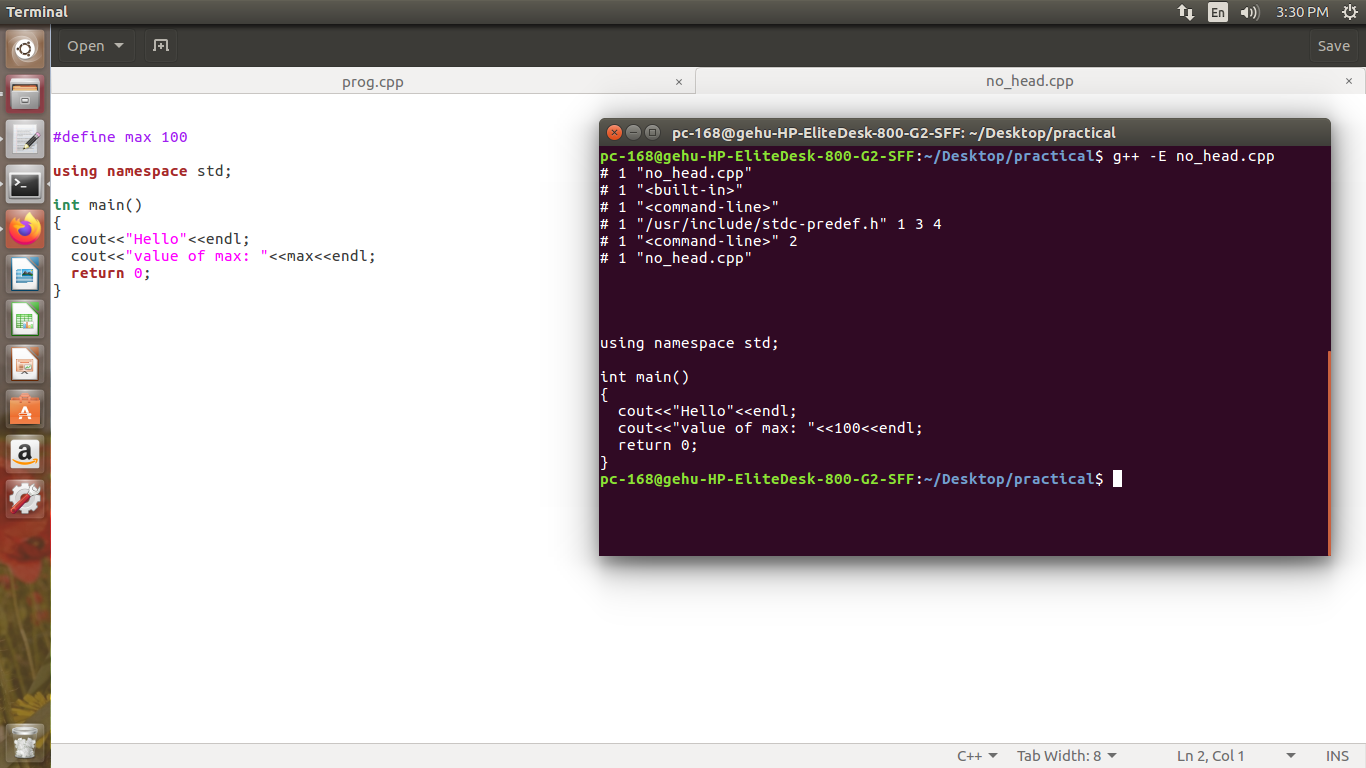 Terminal
En
3:30 PM
Open
Save
prog.cpp
no_head.cpp
#define max 100
using namespace std;
int main()
{
  cout<<"Hello"<<endl;
  cout<<"value of max: "<<max<<endl;
  return 0;
}
pc-168@gehu-HP-EliteDesk-800-G2-SFF: ~/Desktop/practical
pc-168@gehu-HP-EliteDesk-800-G2-SFF:~/Desktop/practical$ g++ -E no_head.cpp
# 1 "no_head.cpp"
# 1 "<built-in>"
# 1 "<command-line>"
# 1 "/usr/include/stdc-predef.h" 1 3 4
# 1 "<command-line>" 2
# 1 "no_head.cpp"
using namespace std;
int main()
{
  cout<<"Hello"<<endl;
  cout<<"value of max: "<<100<<endl;
  return 0;
}
pc-168@gehu-HP-EliteDesk-800-G2-SFF:~/Desktop/practical$
C++
Tab Width: 8
Ln 2, Col 1
INS